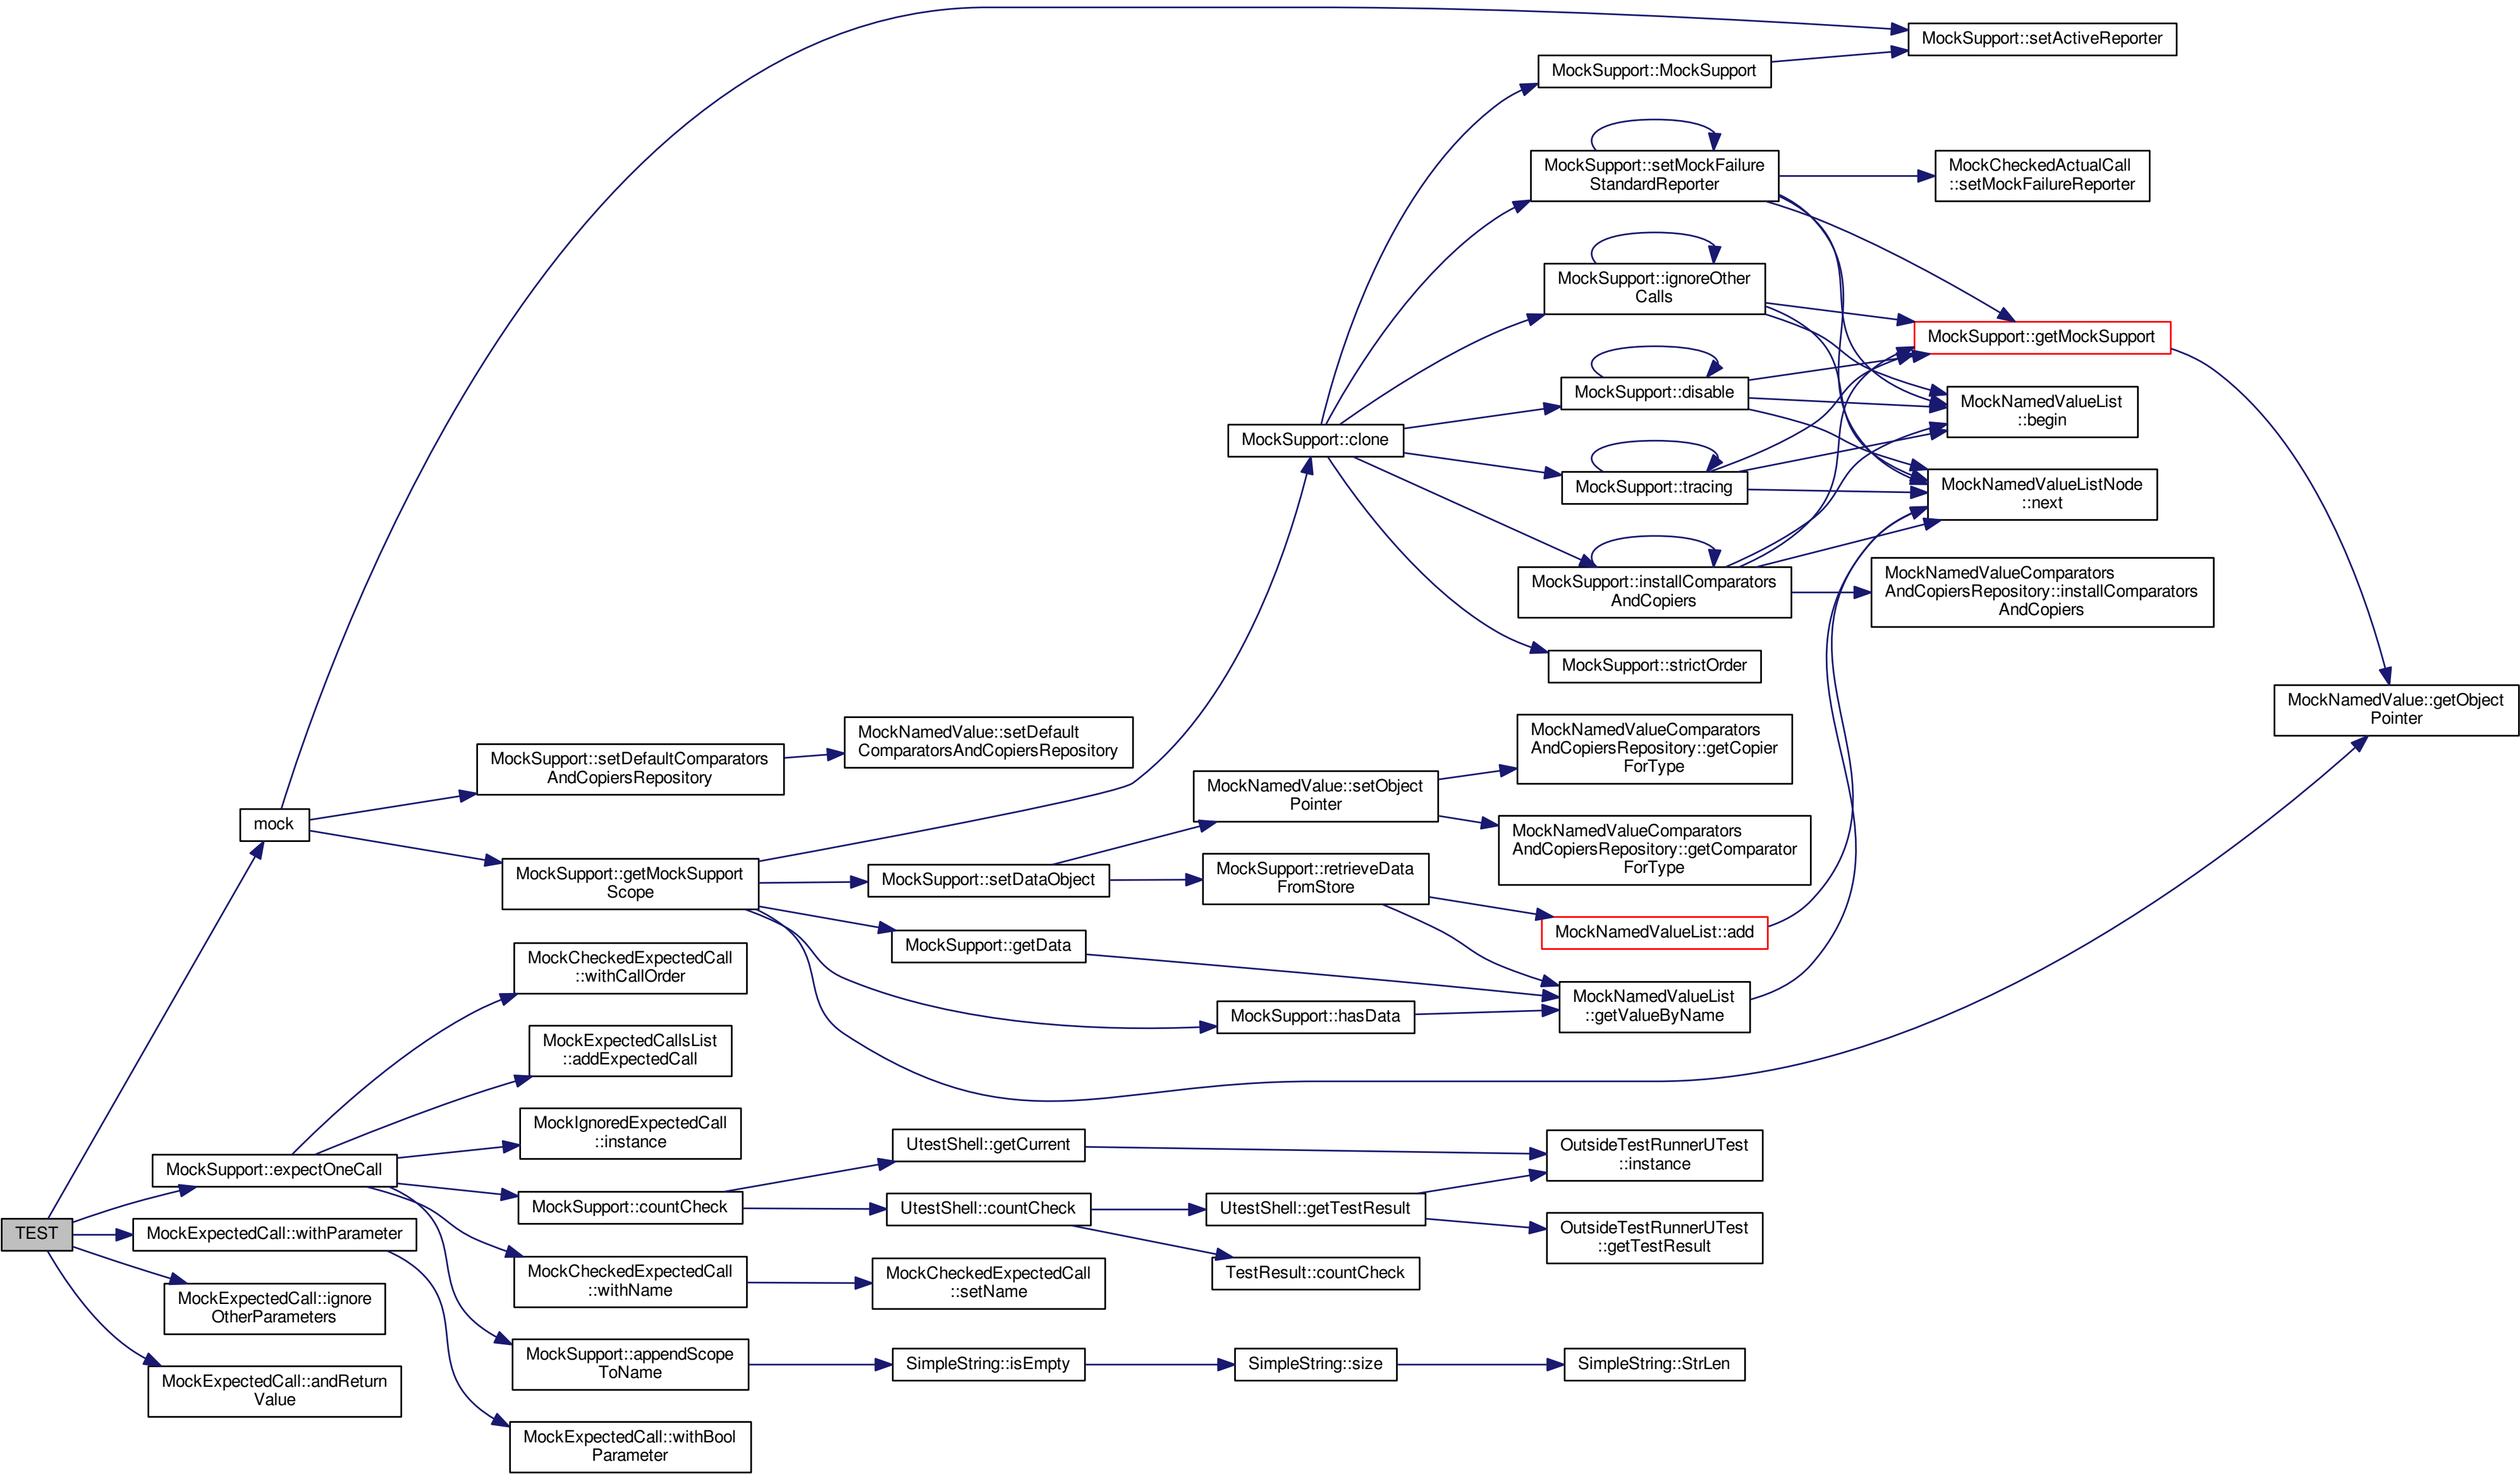 MockSupport::setActiveReporter
MockSupport::MockSupport
MockSupport::setMockFailure
StandardReporter
MockCheckedActualCall
::setMockFailureReporter
MockSupport::ignoreOther
Calls
MockSupport::getMockSupport
MockSupport::disable
MockNamedValueList
::begin
MockSupport::clone
MockSupport::tracing
MockNamedValueListNode
::next
MockSupport::installComparators
AndCopiers
MockNamedValueComparators
AndCopiersRepository::installComparators
AndCopiers
MockSupport::strictOrder
MockNamedValue::getObject
Pointer
MockNamedValue::setDefault
ComparatorsAndCopiersRepository
MockSupport::setDefaultComparators
AndCopiersRepository
MockNamedValueComparators
AndCopiersRepository::getCopier
ForType
MockNamedValue::setObject
Pointer
mock
MockNamedValueComparators
AndCopiersRepository::getComparator
ForType
MockSupport::getMockSupport
Scope
MockSupport::setDataObject
MockSupport::retrieveData
FromStore
MockNamedValueList::add
MockSupport::getData
MockCheckedExpectedCall
::withCallOrder
MockNamedValueList
::getValueByName
MockSupport::hasData
MockExpectedCallsList
::addExpectedCall
MockIgnoredExpectedCall
::instance
UtestShell::getCurrent
OutsideTestRunnerUTest
::instance
MockSupport::expectOneCall
MockSupport::countCheck
UtestShell::countCheck
UtestShell::getTestResult
TEST
MockExpectedCall::withParameter
OutsideTestRunnerUTest
::getTestResult
TestResult::countCheck
MockCheckedExpectedCall
::withName
MockCheckedExpectedCall
::setName
MockExpectedCall::ignore
OtherParameters
MockSupport::appendScope
ToName
SimpleString::isEmpty
SimpleString::size
SimpleString::StrLen
MockExpectedCall::andReturn
Value
MockExpectedCall::withBool
Parameter